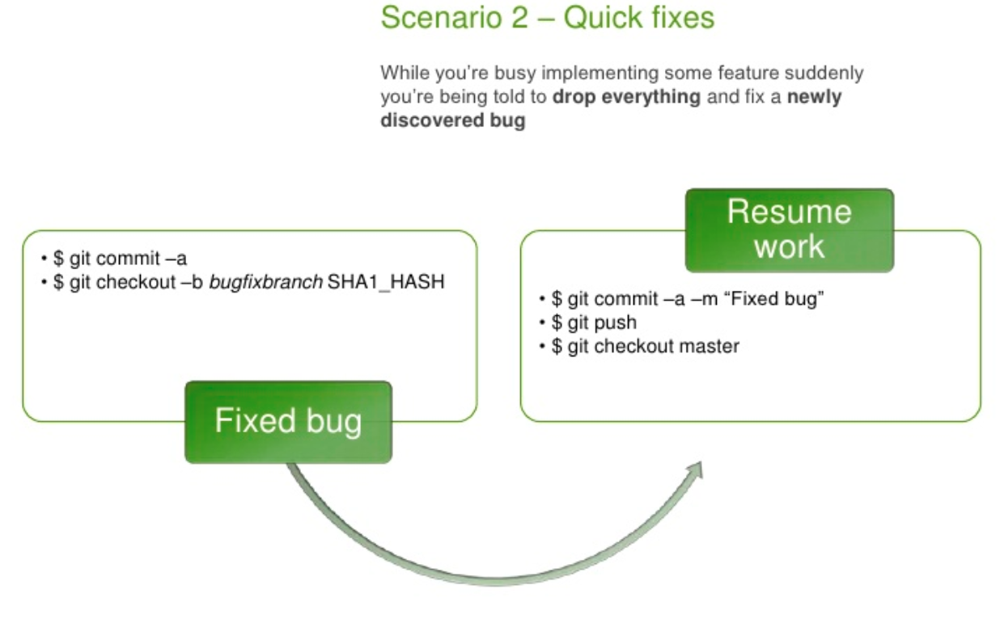 Scenario 2 – Quick fixes
While you’re busy implementing some feature suddenly
you’re being told to drop everything and fix a newly
discovered bug
• $ git commit –a
• $ git checkout –b bugfixbranch SHA1_HASH
Fixed bug
Resume
work
• $ git commit –a –m “Fixed bug”
• $ git push
• $ git checkout master